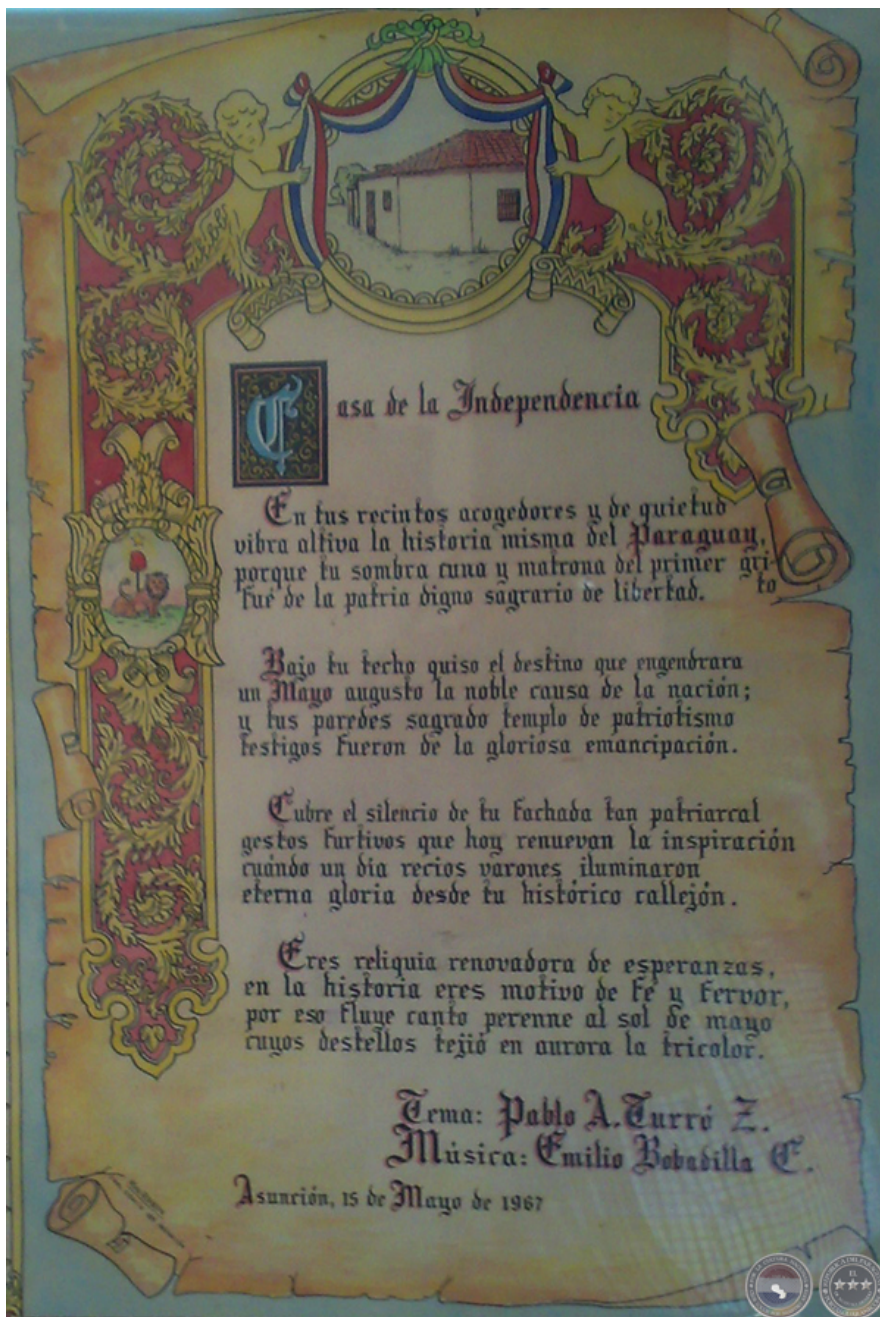 Casa de la Independencia
En tus recintos acogedores y de quietud
vibra altiva la historia misma del Paraguay,
porque tu sombra cuna y matrona del primer gri-
to
fué de la patria digno sagrario de libertad.
Bajo tu techo quiso el destino que engendrara
un Mayo augusto la noble causa de la nación;
y tus paredes sagrado templo de patriotismo
testigos fueron de la gloriosa emancipación.
Cubre el silencio de tu fachada tan patriarcal
gestos furtivos que hoy renuevan la inspiración
cuándo un día recios varones iluminaron
eterna gloria desde tu histórico callejón.
Eres reliquia renovadora de esperanzas,
en la historia eres motivo de fé y fervor,
por eso fluye canto perenne al sol de mayo
cuyos destellos tejió en aurora la tricolor.
Tema: Pablo A. Turró Z.
Música: Emilio Bobadilla C.
Asunción, 15 de Mayo de 1967